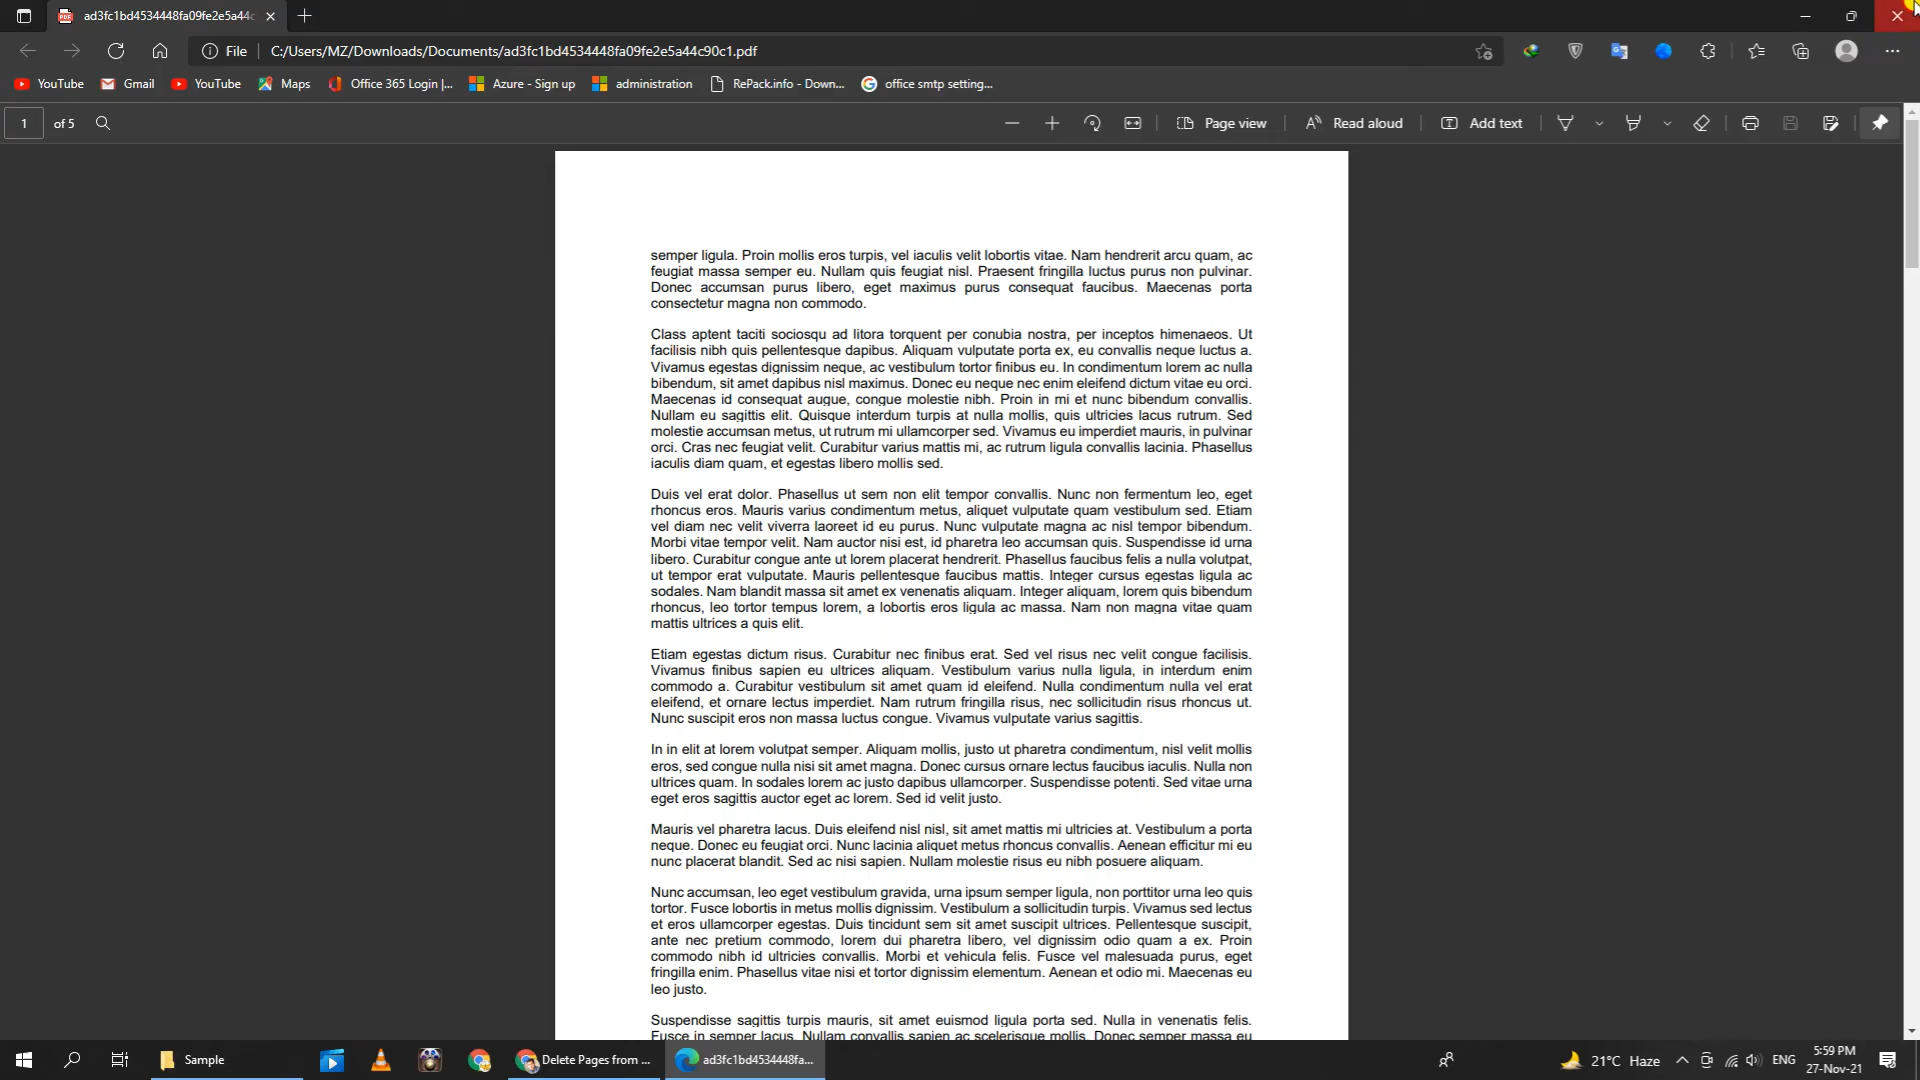 ad3fc1bd4534448fa09fe2e5a44c
File C:/Users/MZ/Downloads/Documents/ad3fc1bd4534448fa09fe2e5a44c90c1.pdf
YouTube Gmail YouTube Maps Office 365 Login |... Azure - Sign up administration RePack.info - Down... office smtp setting...
1 of 5 Page view Read aloud Add text
semper ligula. Proin mollis eros turpis, vel iaculis velit lobortis vitae. Nam hendrerit arcu quam, ac
feugiat massa semper eu. Nullam quis feugiat nisl. Praesent fringilla luctus purus non pulvinar.
Donec accumsan purus libero, eget maximus purus consequat faucibus. Maecenas porta
consectetur magna non commodo.
Class aptent taciti sociosqu ad litora torquent per conubia nostra, per inceptos himenaeos. Ut
facilisis nibh quis pellentesque dapibus. Aliquam vulputate porta ex, eu convallis neque luctus a.
Vivamus egestas dignissim neque, ac vestibulum tortor finibus eu. In condimentum lorem ac nulla
bibendum, sit amet dapibus nisl maximus. Donec eu neque nec enim eleifend dictum vitae eu orci.
Maecenas id consequat augue, congue molestie nibh. Proin in mi et nunc bibendum convallis.
Nullam eu sagittis elit. Quisque interdum turpis at nulla mollis, quis ultricies lacus rutrum. Sed
molestie accumsan metus, ut rutrum mi ullamcorper sed. Vivamus eu imperdiet mauris, in pulvinar
orci. Cras nec feugiat velit. Curabitur varius mattis mi, ac rutrum ligula convallis lacinia. Phasellus
iaculis diam quam, et egestas libero mollis sed.
Duis vel erat dolor. Phasellus ut sem non elit tempor convallis. Nunc non fermentum leo, eget
rhoncus eros. Mauris varius condimentum metus, aliquet vulputate quam vestibulum sed. Etiam
vel diam nec velit viverra laoreet id eu purus. Nunc vulputate magna ac nisl tempor bibendum.
Morbi vitae tempor velit. Nam auctor nisi est, id pharetra leo accumsan quis. Suspendisse id urna
libero. Curabitur congue ante ut lorem placerat hendrerit. Phasellus faucibus felis a nulla volutpat,
ut tempor erat vulputate. Mauris pellentesque faucibus mattis. Integer cursus egestas ligula ac
sodales. Nam blandit massa sit amet ex venenatis aliquam. Integer aliquam, lorem quis bibendum
rhoncus, leo tortor tempus lorem, a lobortis eros ligula ac massa. Nam non magna vitae quam
mattis ultrices a quis elit.
Etiam egestas dictum risus. Curabitur nec finibus erat. Sed vel risus nec velit congue facilisis.
Vivamus finibus sapien eu ultrices aliquam. Vestibulum varius nulla ligula, in interdum enim
commodo a. Curabitur vestibulum sit amet quam id eleifend. Nulla condimentum nulla vel erat
eleifend, et ornare lectus imperdiet. Nam rutrum fringilla risus, nec sollicitudin risus rhoncus ut.
Nunc suscipit eros non massa luctus congue. Vivamus vulputate varius sagittis.
In in elit at lorem volutpat semper. Aliquam mollis, justo ut pharetra condimentum, nisl velit mollis
eros, sed congue nulla nisi sit amet magna. Donec cursus ornare lectus faucibus iaculis. Nulla non
ultrices quam. In sodales lorem ac justo dapibus ullamcorper. Suspendisse potenti. Sed vitae urna
eget eros sagittis auctor eget ac lorem. Sed id velit justo.
Mauris vel pharetra lacus. Duis eleifend nisl nisl, sit amet mattis mi ultricies at. Vestibulum a porta
neque. Donec eu feugiat orci. Nunc lacinia aliquet metus rhoncus convallis. Aenean efficitur mi eu
nunc placerat blandit. Sed ac nisi sapien. Nullam molestie risus eu nibh posuere aliquam.
Nunc accumsan, leo eget vestibulum gravida, urna ipsum semper ligula, non porttitor urna leo quis
tortor. Fusce lobortis in metus mollis dignissim. Vestibulum a sollicitudin turpis. Vivamus sed lectus
et eros ullamcorper egestas. Duis tincidunt sem sit amet suscipit ultrices. Pellentesque suscipit,
ante nec pretium commodo, lorem dui pharetra libero, vel dignissim odio quam a ex. Proin
commodo nibh id ultricies convallis. Morbi et vehicula felis. Fusce vel malesuada purus, eget
fringilla enim. Phasellus vitae nisi et tortor dignissim elementum. Aenean et odio mi. Maecenas eu
leo justo.
Suspendisse sagittis turpis mauris, sit amet euismod ligula porta sed. Nulla in venenatis felis.
Fusce in semper lacus. Nullam convallis sapien ac scelerisque mollis. Donec semper massa eu
Sample Delete Pages from ... ad3fc1bd4534448fa... 21°C Haze ENG 5:59 PM
27-Nov-21